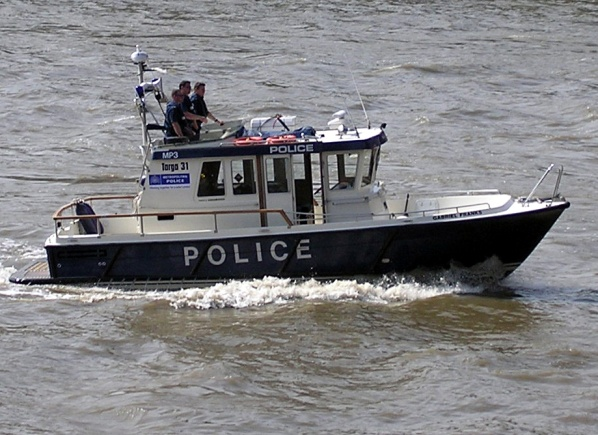 MP3
POLICE
Targa 31
METROPOLITAN
POLICE
GABRIEL FRANKS
POLICE